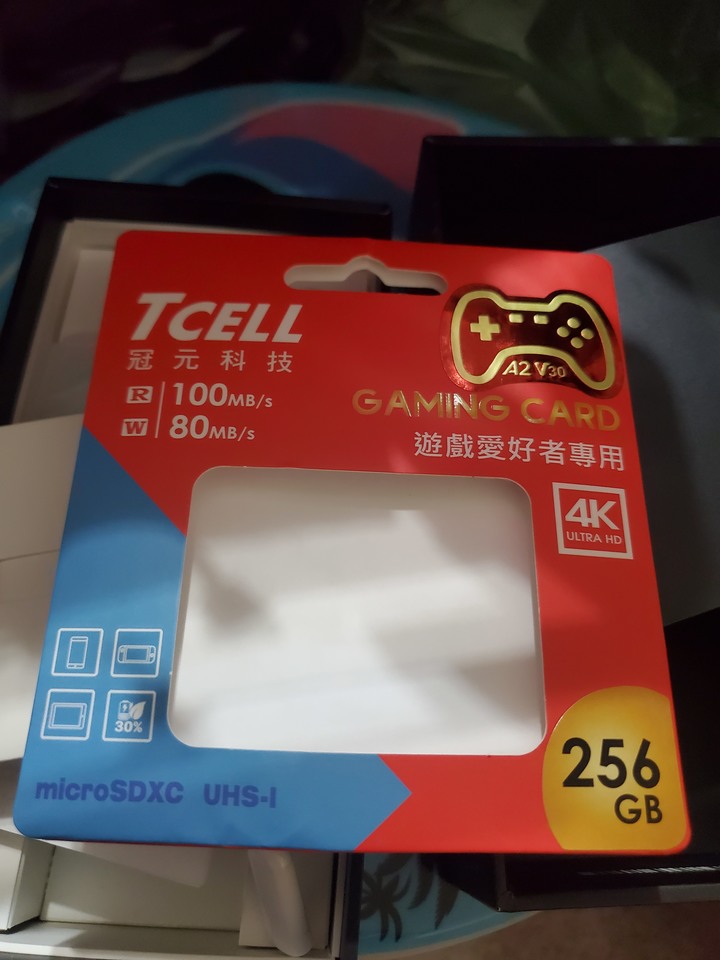 TCELL
冠元科技
R 100MB/s
W 80MB/s
A2 V30
GAMING CARD
遊戲愛好者專用
4K
ULTRA HD
30%
microSDXC UHS-I
256
GB